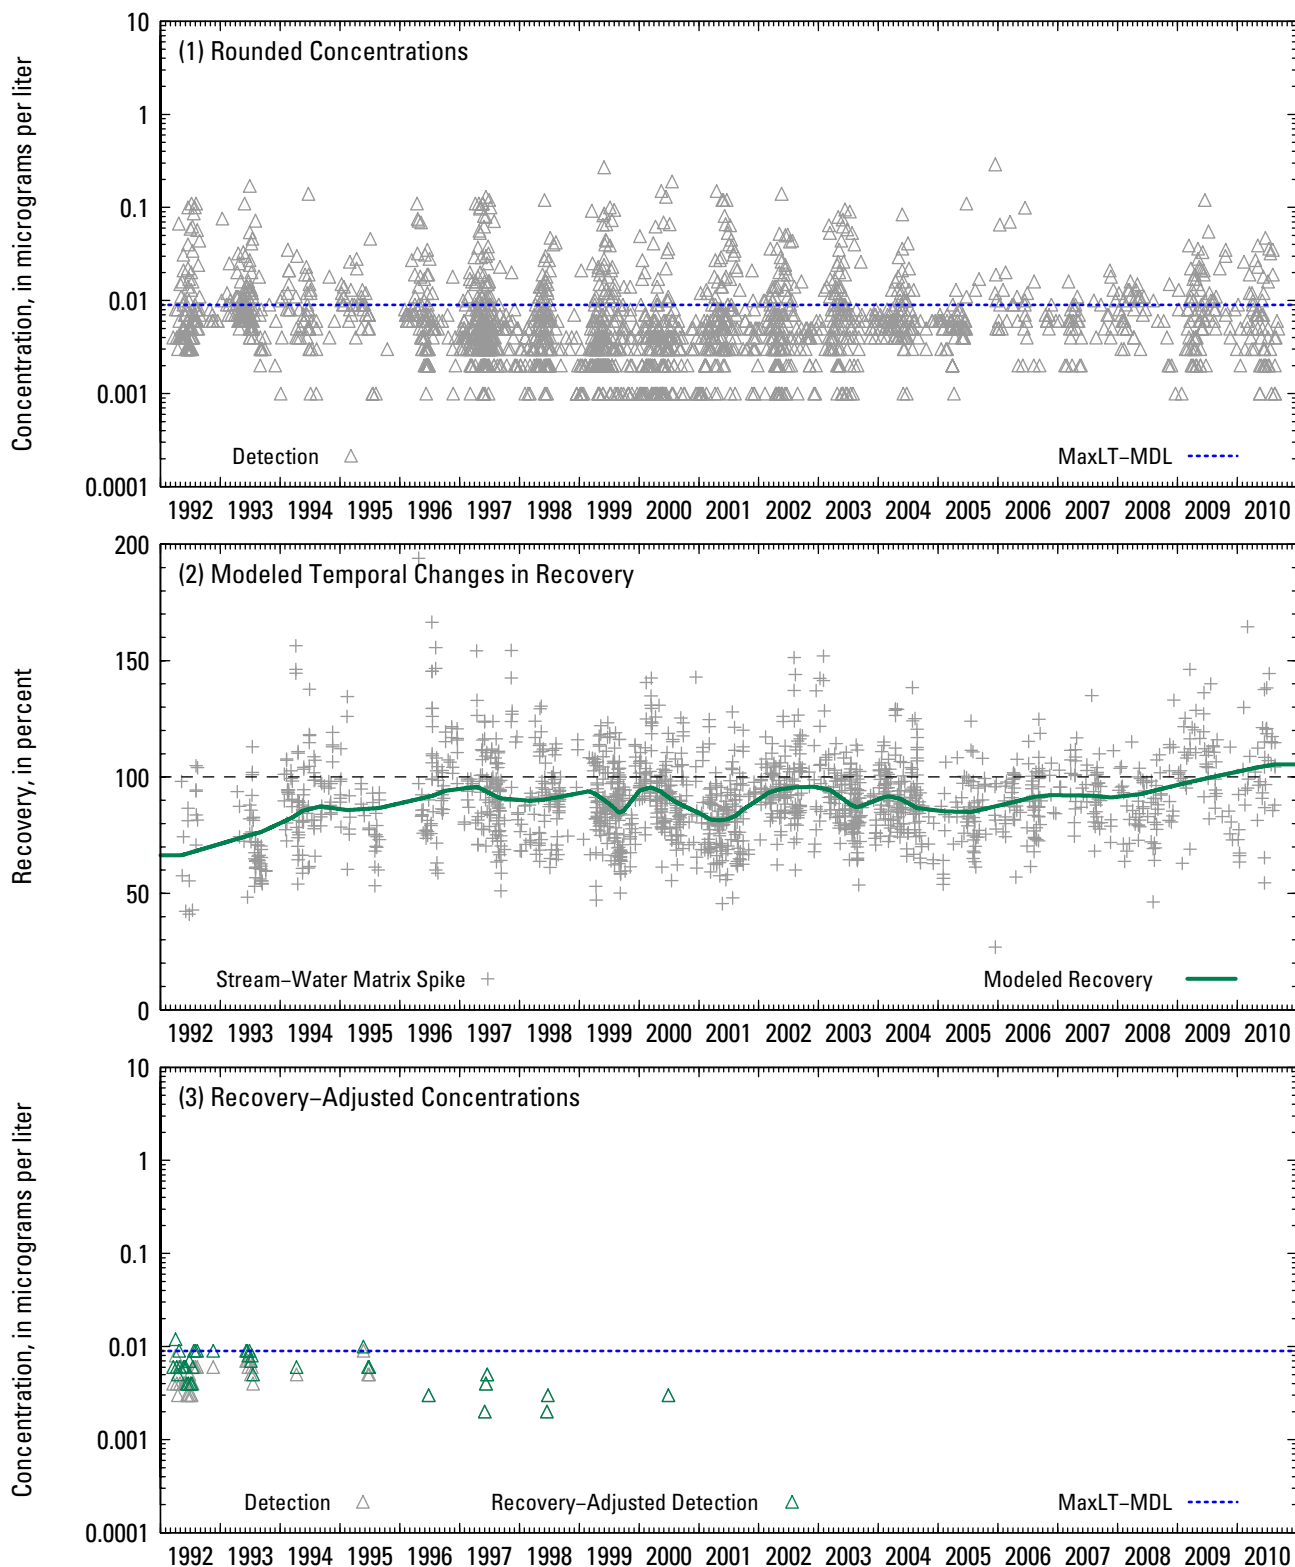 (1) Rounded Concentrations
Concentration, in micrograms per liter
10
1
0.1
0.01
0.001
0.0001
Detection
MaxLT–MDL
1992 1993 1994 1995 1996 1997 1998 1999 2000 2001 2002 2003 2004 2005 2006 2007 2008 2009 2010
(2) Modeled Temporal Changes in Recovery
Recovery, in percent
200
150
100
50
0
Stream–Water Matrix Spike
Modeled Recovery
1992 1993 1994 1995 1996 1997 1998 1999 2000 2001 2002 2003 2004 2005 2006 2007 2008 2009 2010
(3) Recovery–Adjusted Concentrations
Concentration, in micrograms per liter
10
1
0.1
0.01
0.001
0.0001
Detection
Recovery–Adjusted Detection
MaxLT–MDL
1992 1993 1994 1995 1996 1997 1998 1999 2000 2001 2002 2003 2004 2005 2006 2007 2008 2009 2010